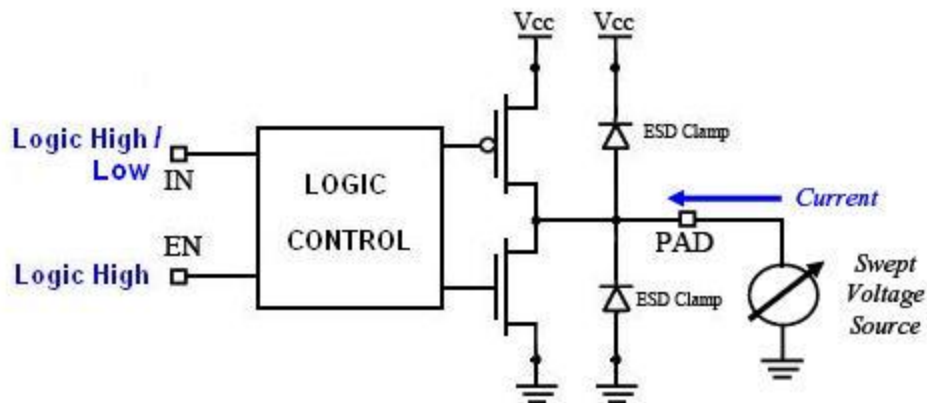 Vcc
Vcc
Logic High /
Low
IN
EN
Logic High
LOGIC
CONTROL
ESD Clamp
ESD Clamp
Current
PAD
Swept
Voltage
Source